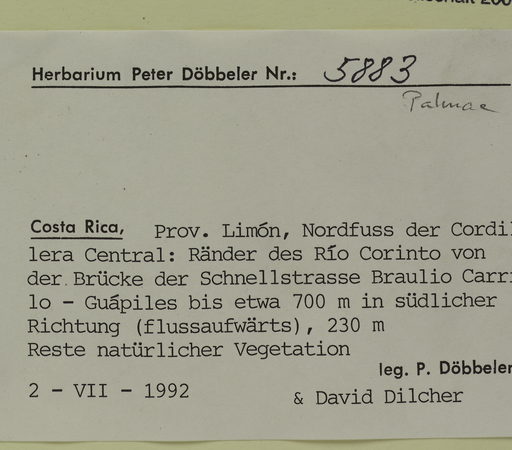 Herbarium Peter Döbbeler Nr.: 5883
Palmae
Costa Rica, Prov. Limón, Nordfuss der Cordil
lera Central: Ränder des Río Corinto von
der Brücke der Schnellstrasse Braulio Carri
lo - Guápiles bis etwa 700 m in südlicher
Richtung (flussaufwärts), 230 m
Reste natürlicher Vegetation
leg. P. Döbbeler
2 - VII - 1992
& David Dilcher